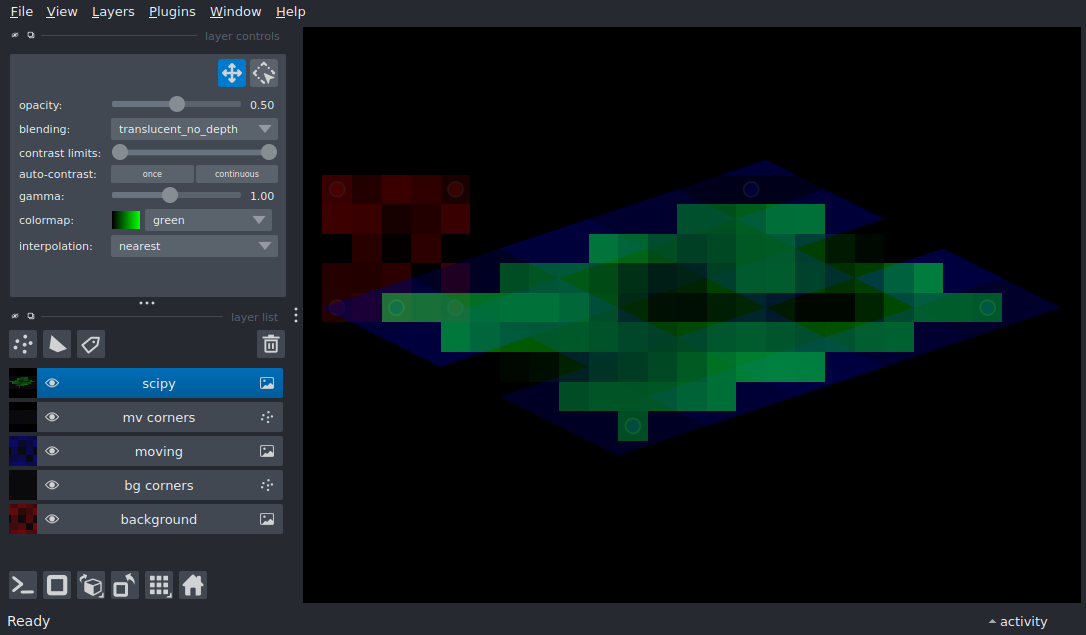 File View Layers Plugins Window Help
layer controls
opacity: 0.50
blending: translucent_no_depth
contrast limits:
auto-contrast: once continuous
gamma: 1.00
colormap: green
interpolation: nearest
layer list
scipy
mv corners
moving
bg corners
background
Ready activity